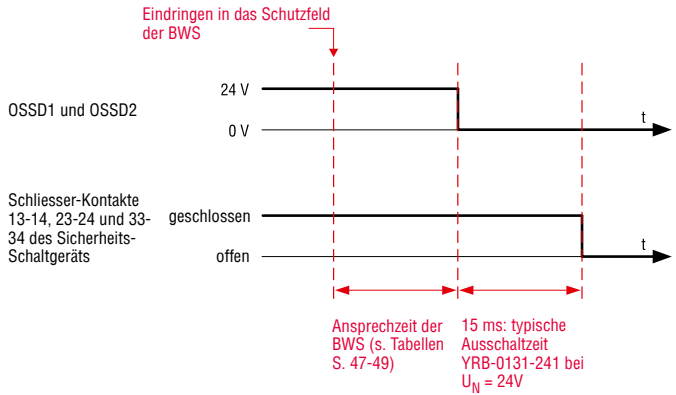 Eindringen in das Schutzfeld
der BWS
24 V
OSSD1 und OSSD2
t
0 V
Schliesser-Kontakte
13-14, 23-24 und 33-
34 des Sicherheits-
Schaltgeräts
geschlossen
t
offen
Ansprechzeit der
BWS (s. Tabellen
S. 47-49)
15 ms: typische
Ausschaltzeit
YRB-0131-241 bei
U_N = 24V